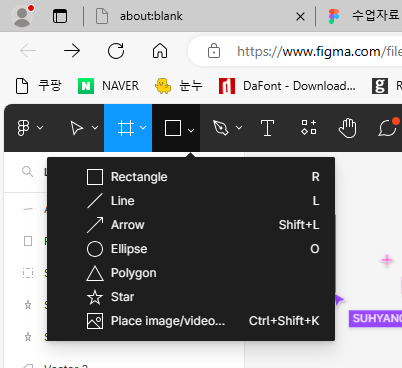 about:blank
수업자료
https://www.figma.com/file
쿠팡
N NAVER
눈누
DaFont - Download...
g R
T
Rectangle R
Line L
Arrow Shift+L
Ellipse O
Polygon
Star
Place image/video... Ctrl+Shift+K
SUHYANG
Vector 2